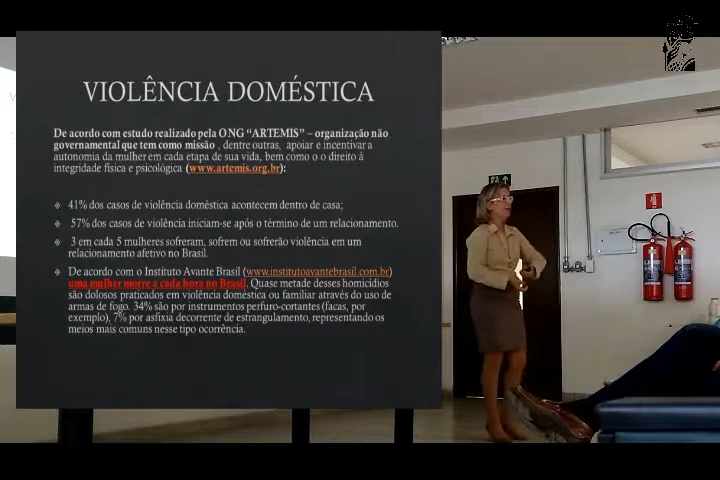 VIOLÊNCIA DOMÉSTICA
De acordo com estudo realizado pela ONG “ARTEMIS” – organização não
governamental que tem como missão , dentre outras, apoiar e incentivar a
autonomia da mulher em cada etapa de sua vida, bem como o o direito à
integridade física e psicológica (www.artemis.org.br):
41% dos casos de violência doméstica acontecem dentro de casa;
57% dos casos de violência iniciam-se após o término de um relacionamento.
3 em cada 5 mulheres sofreram, sofrem ou sofrerão violência em um
relacionado afetivo no Brasil.
De acordo com o Instituto Avante Brasil (www.institutoavantebrasil.com.br)
uma mulher morre a cada hora no Brasil. Quase metade desses homicídios
são dolosos praticados em violência doméstica ou familiar através do uso de
armas de fogo. 34% são por instrumentos perfuro-cortantes (facas, por
exemplo), 7% por asfixia decorrente de estrangulamento, representando os
meios mais comuns nesse tipo ocorrência.